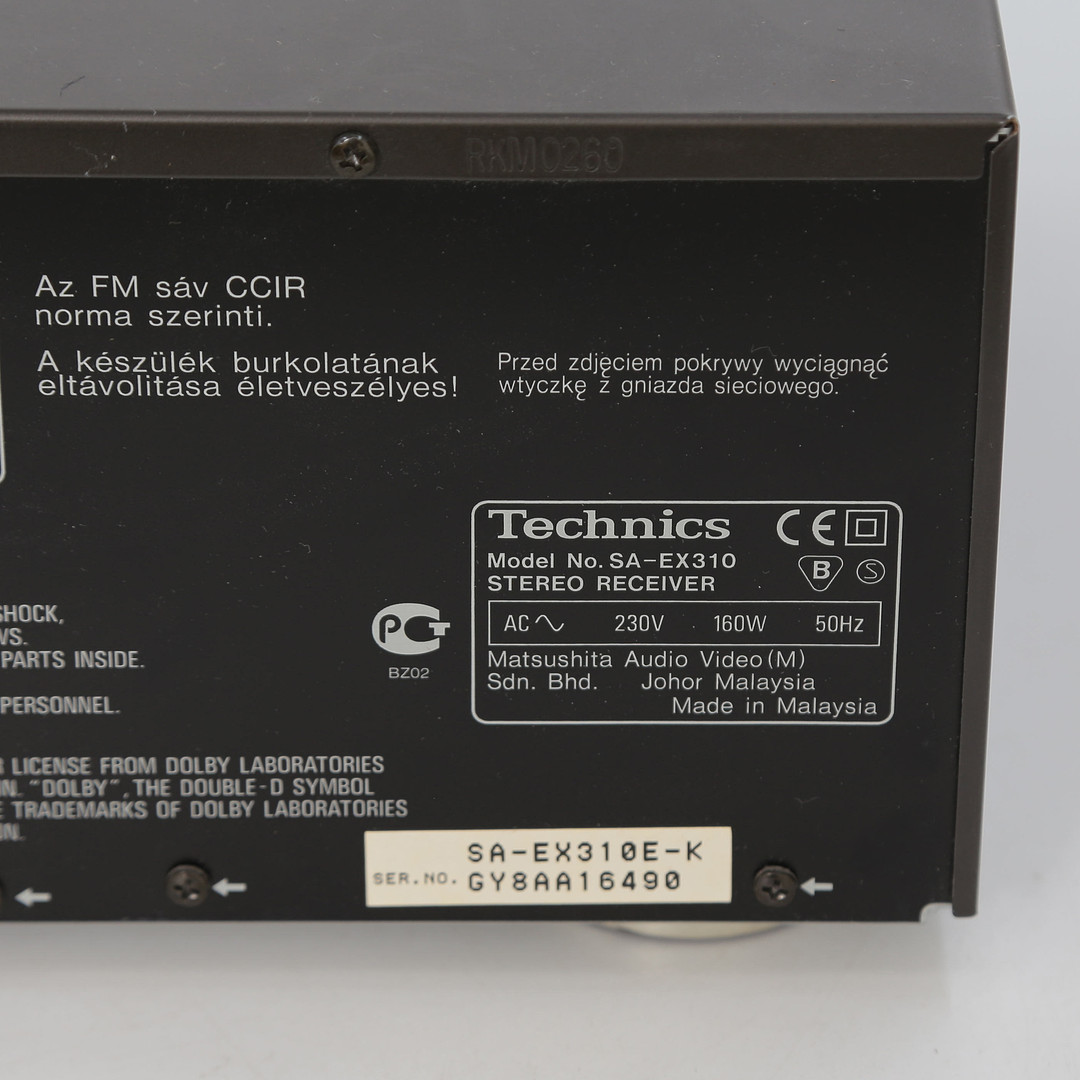 RKM0260
Az FM sáv CCIR
norma szerinti.
A készülék burkolatának
eltávolitása életveszélyes!
Przed zdjęciem pokrywy wyciągnąć
wtyczkę z gniazda sieciowego.
SHOCK,
PARTS INSIDE.
PERSONNEL.
PCT
BZ02
Technics CE
Model No. SA-EX310
STEREO RECEIVER
B S
AC 230V 160W 50Hz
Matsushita Audio Video (M)
Sdn. Bhd. Johor Malaysia
Made in Malaysia
LICENSE FROM DOLBY LABORATORIES
"DOLBY", THE DOUBLE-D SYMBOL
TRADEMARKS OF DOLBY LABORATORIES
SA-EX310E-K
SER.NO. GY8AA16490